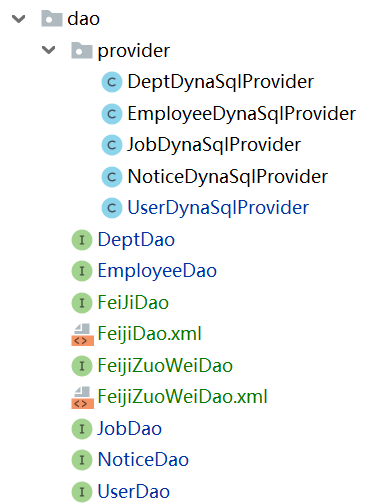 dao
provider
DeptDynaSqlProvider
EmployeeDynaSqlProvider
JobDynaSqlProvider
NoticeDynaSqlProvider
UserDynaSqlProvider
DeptDao
EmployeeDao
FeiJiDao
FeijiDao.xml
FeijiZuoWeiDao
FeijiZuoWeiDao.xml
JobDao
NoticeDao
UserDao